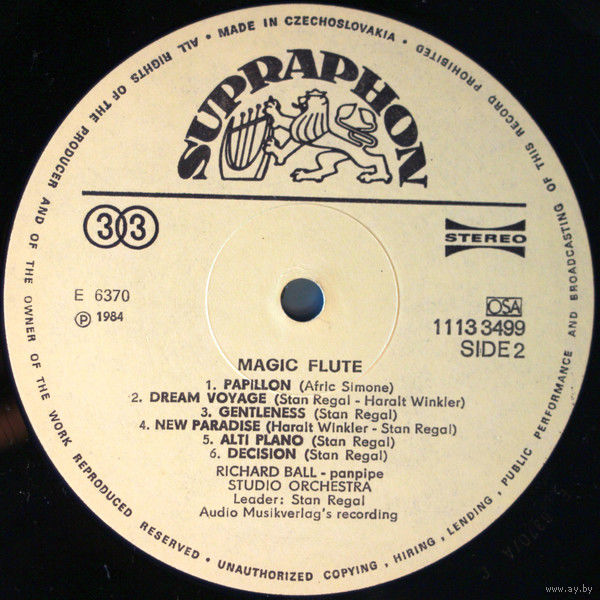 ALL RIGHTS OF THE PRODUCER AND OF THE OWNER OF THE WORK REPRODUCED RESERVED • UNAUTHORIZED COPYING, HIRING, LENDING, PUBLIC PERFORMANCE AND BROADCASTING OF THIS RECORD PROHIBITED • MADE IN CZECHOSLOVAKIA •
SUPRAPHON
33
STEREO
E 6370
Ⓟ 1984
OSA
1113 3499
SIDE 2
MAGIC FLUTE
1. PAPILLON (Afric Simone)
2. DREAM VOYAGE (Stan Regal - Haralt Winkler)
3. GENTLENESS (Stan Regal)
4. NEW PARADISE (Haralt Winkler - Stan Regal)
5. ALTI PLANO (Stan Regal)
6. DECISION (Stan Regal)
RICHARD BALL - panpipe
STUDIO ORCHESTRA
Leader: Stan Regal
Audio Musikverlag's recording
www.ay.by